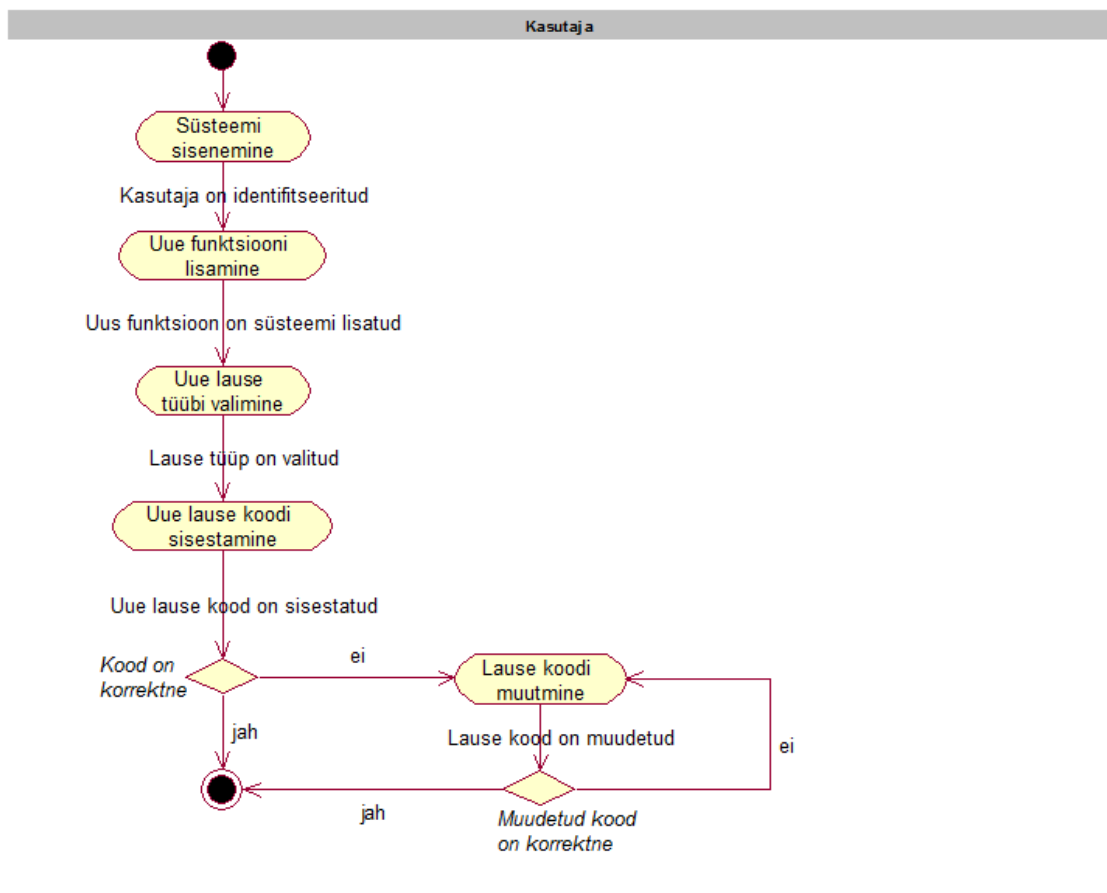 Kasutaja
Süsteemi
sisenemine
Kasutaja on identifitseeritud
Uue funktsiooni
lisamine
Uus funktsioon on süsteemi lisatud
Uue lause
tüübi valimine
Lause tüüp on valitud
Uue lause koodi
sisestamine
Uue lause kood on sisestatud
Kood on
korrektne
ei
Lause koodi
muutmine
jah
Lause kood on muudetud
ei
jah
Muudetud kood
on korrektne